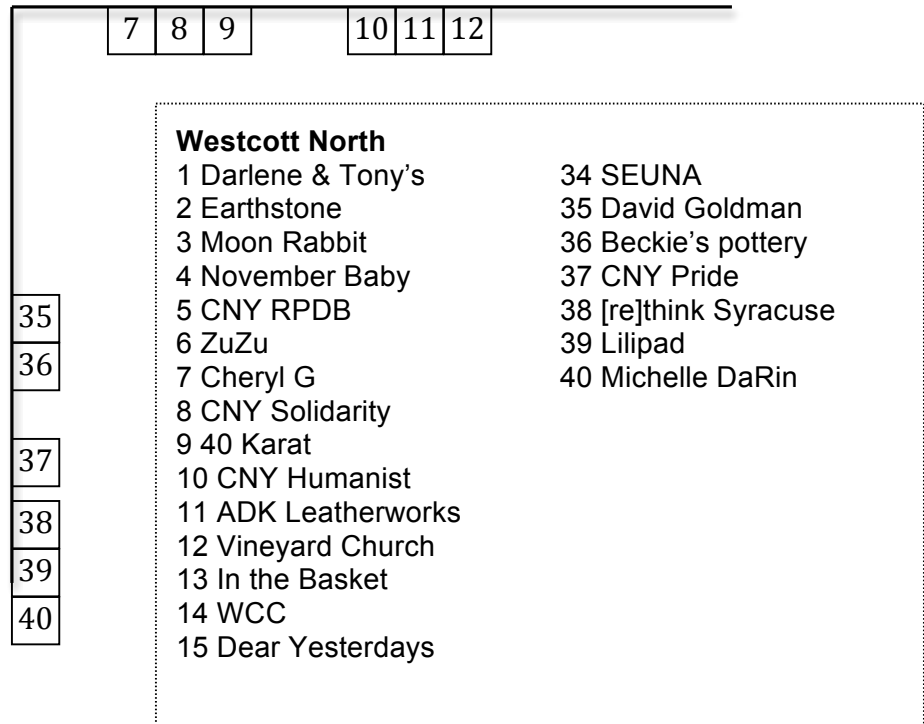 7 8 9 10 11 12
Westcott North
1 Darlene & Tony’s
2 Earthstone
3 Moon Rabbit
4 November Baby
5 CNY RPDB
6 ZuZu
7 Cheryl G
8 CNY Solidarity
9 40 Karat
10 CNY Humanist
11 ADK Leatherworks
12 Vineyard Church
13 In the Basket
14 WCC
15 Dear Yesterdays
34 SEUNA
35 David Goldman
36 Beckie’s pottery
37 CNY Pride
38 [re]think Syracuse
39 Lilipad
40 Michelle DaRin
35
36
37
38
39
40